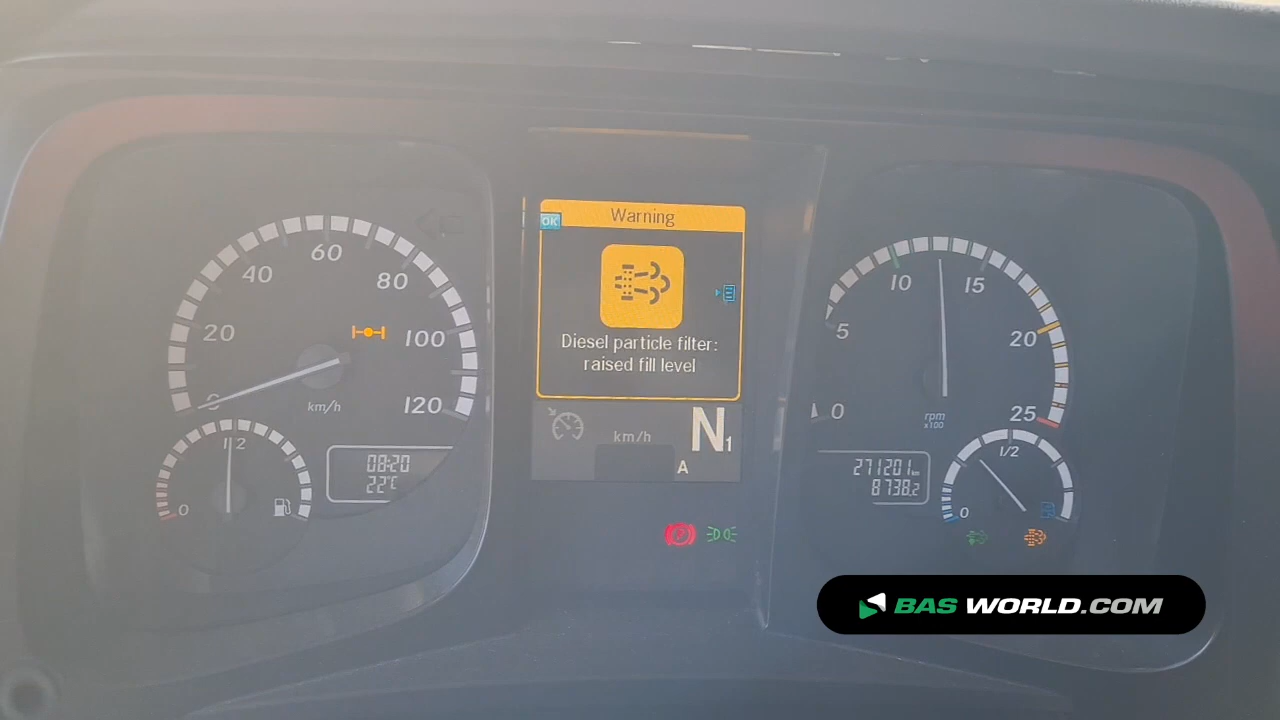 Warning
OK
Diesel particle filter:
raised fill level
km/h
N1
A
0
20
40
60
80
100
120
km/h
0
1/2
08:20
22°C
0
5
10
15
20
25
rpm
x100
271201 km
8738.2
0
1/2
BAS WORLD.COM